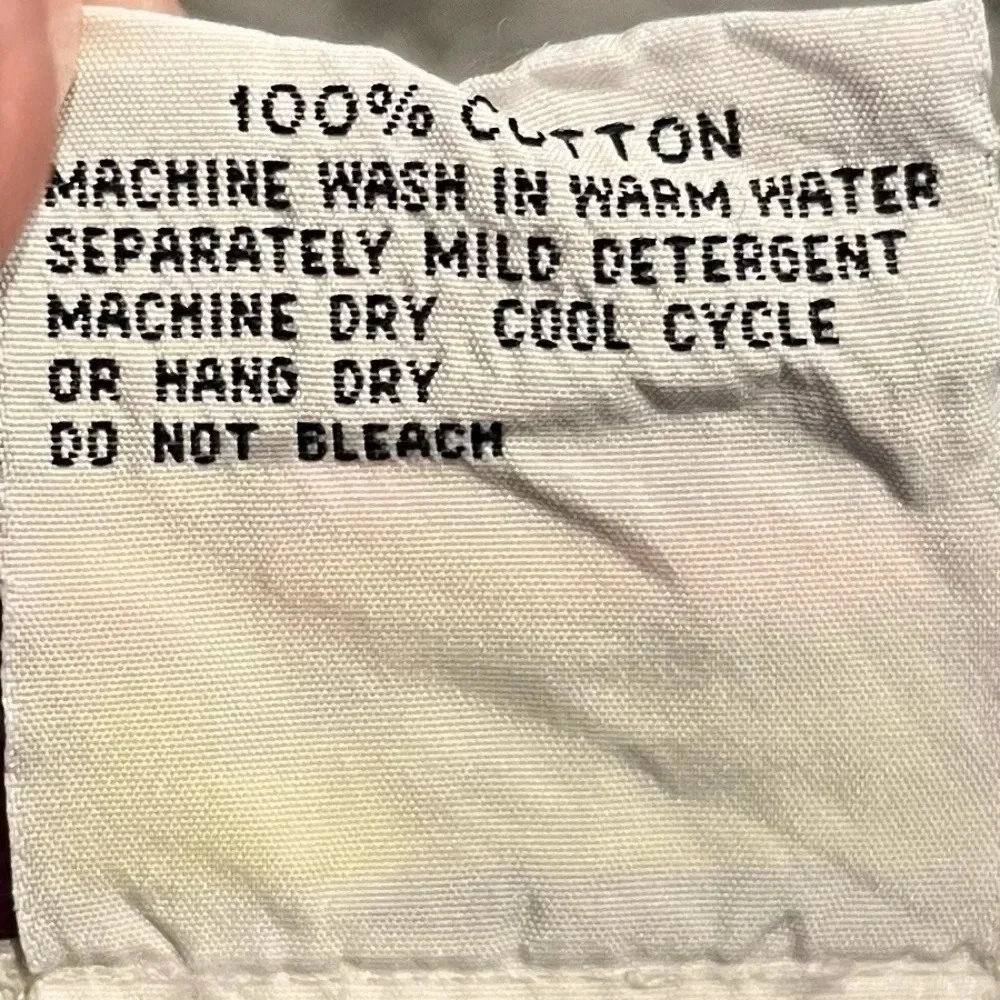 100% COTTON
MACHINE WASH IN WARM WATER
SEPARATELY MILD DETERGENT
MACHINE DRY COOL CYCLE
OR HANG DRY
DO NOT BLEACH